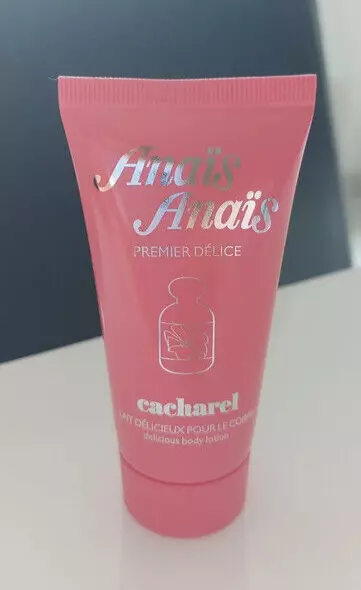 Anaïs
Anaïs
PREMIER DÉLICE
cacharel
LAIT DÉLICIEUX POUR LE CORPS
delicious body lotion